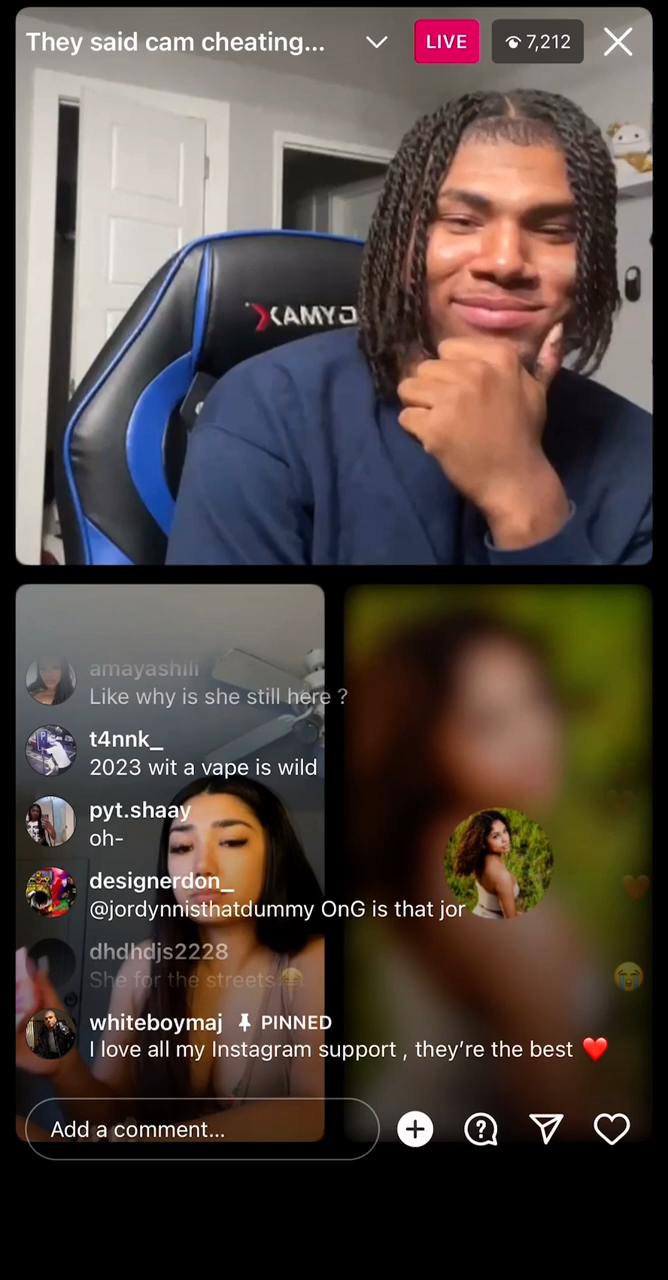 They said cam cheating...
LIVE
7,212
amayashili
Like why is she still here ?
t4nnk_
2023 wit a vape is wild
pyt.shaay
oh-
designerdon_
@jordynnisthatdummy OnG is that jor
dhdhdjs2228
She for the streets😂
whiteboymaj PINNED
I love all my Instagram support , they’re the best ❤️
Add a comment...